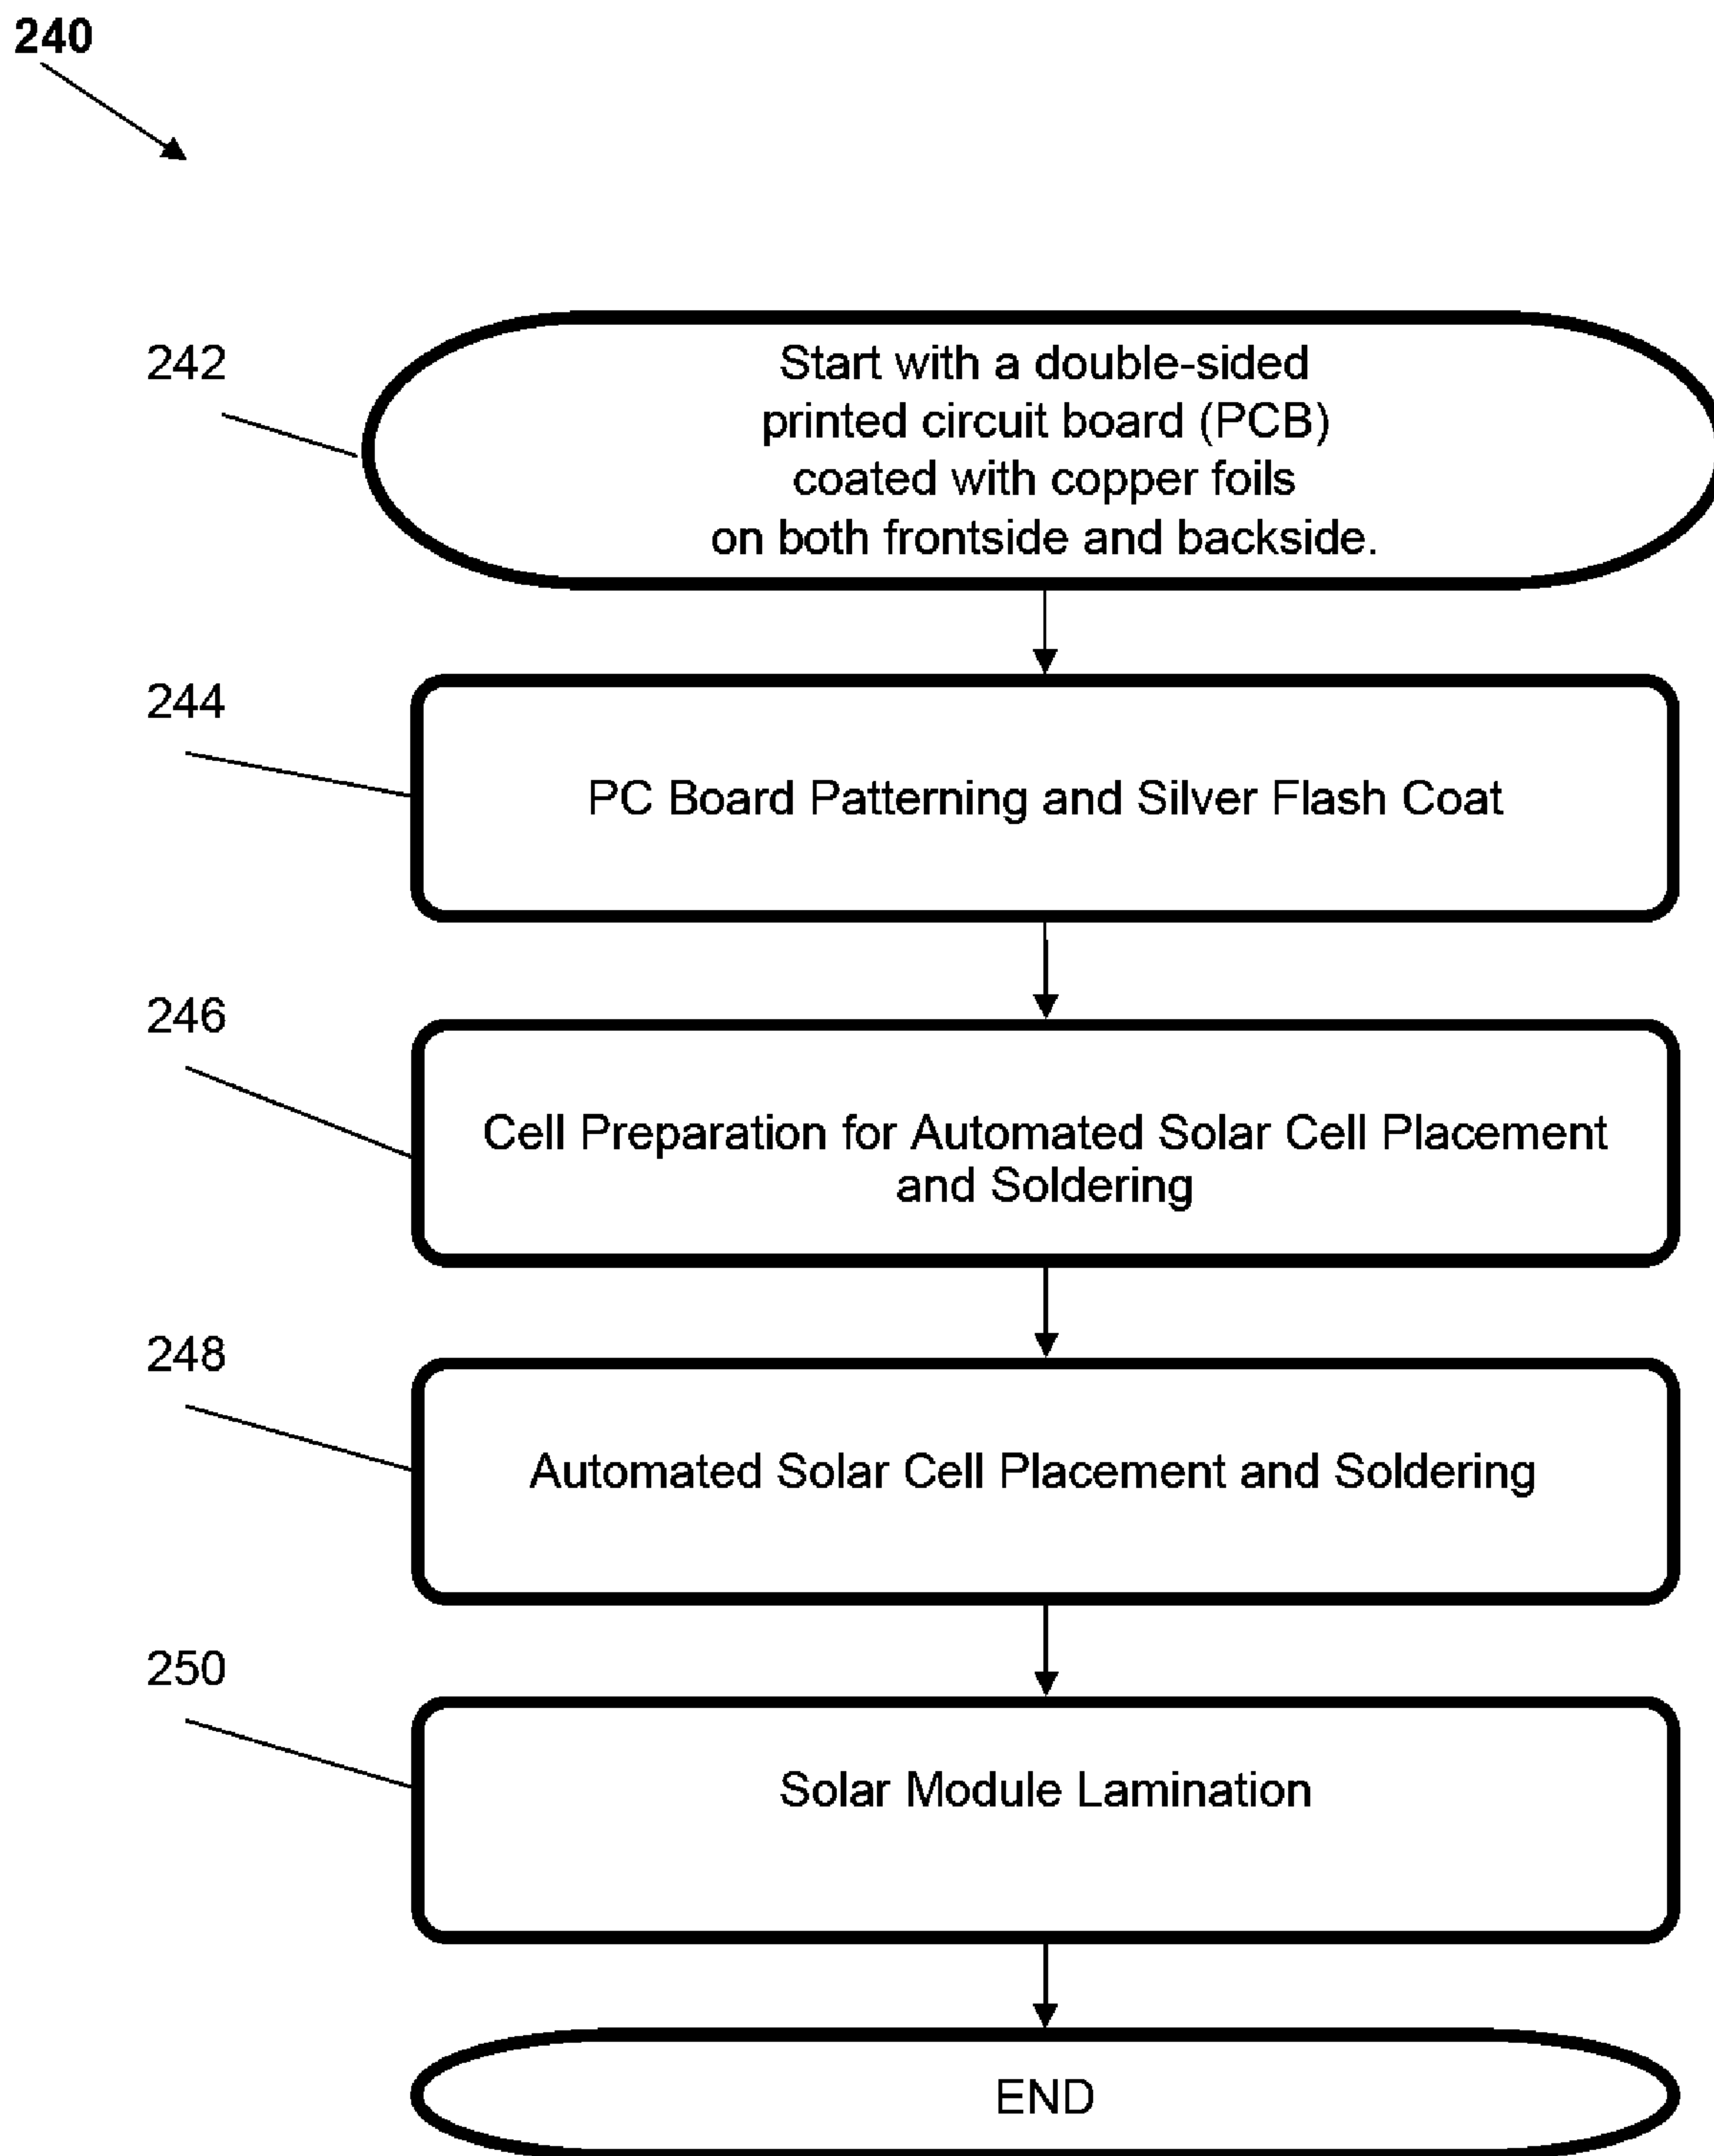 240
242
Start with a double-sided
printed circuit board (PCB)
coated with copper foils
on both frontside and backside.
244
PC Board Patterning and Silver Flash Coat
246
Cell Preparation for Automated Solar Cell Placement
and Soldering
248
Automated Solar Cell Placement and Soldering
250
Solar Module Lamination
END